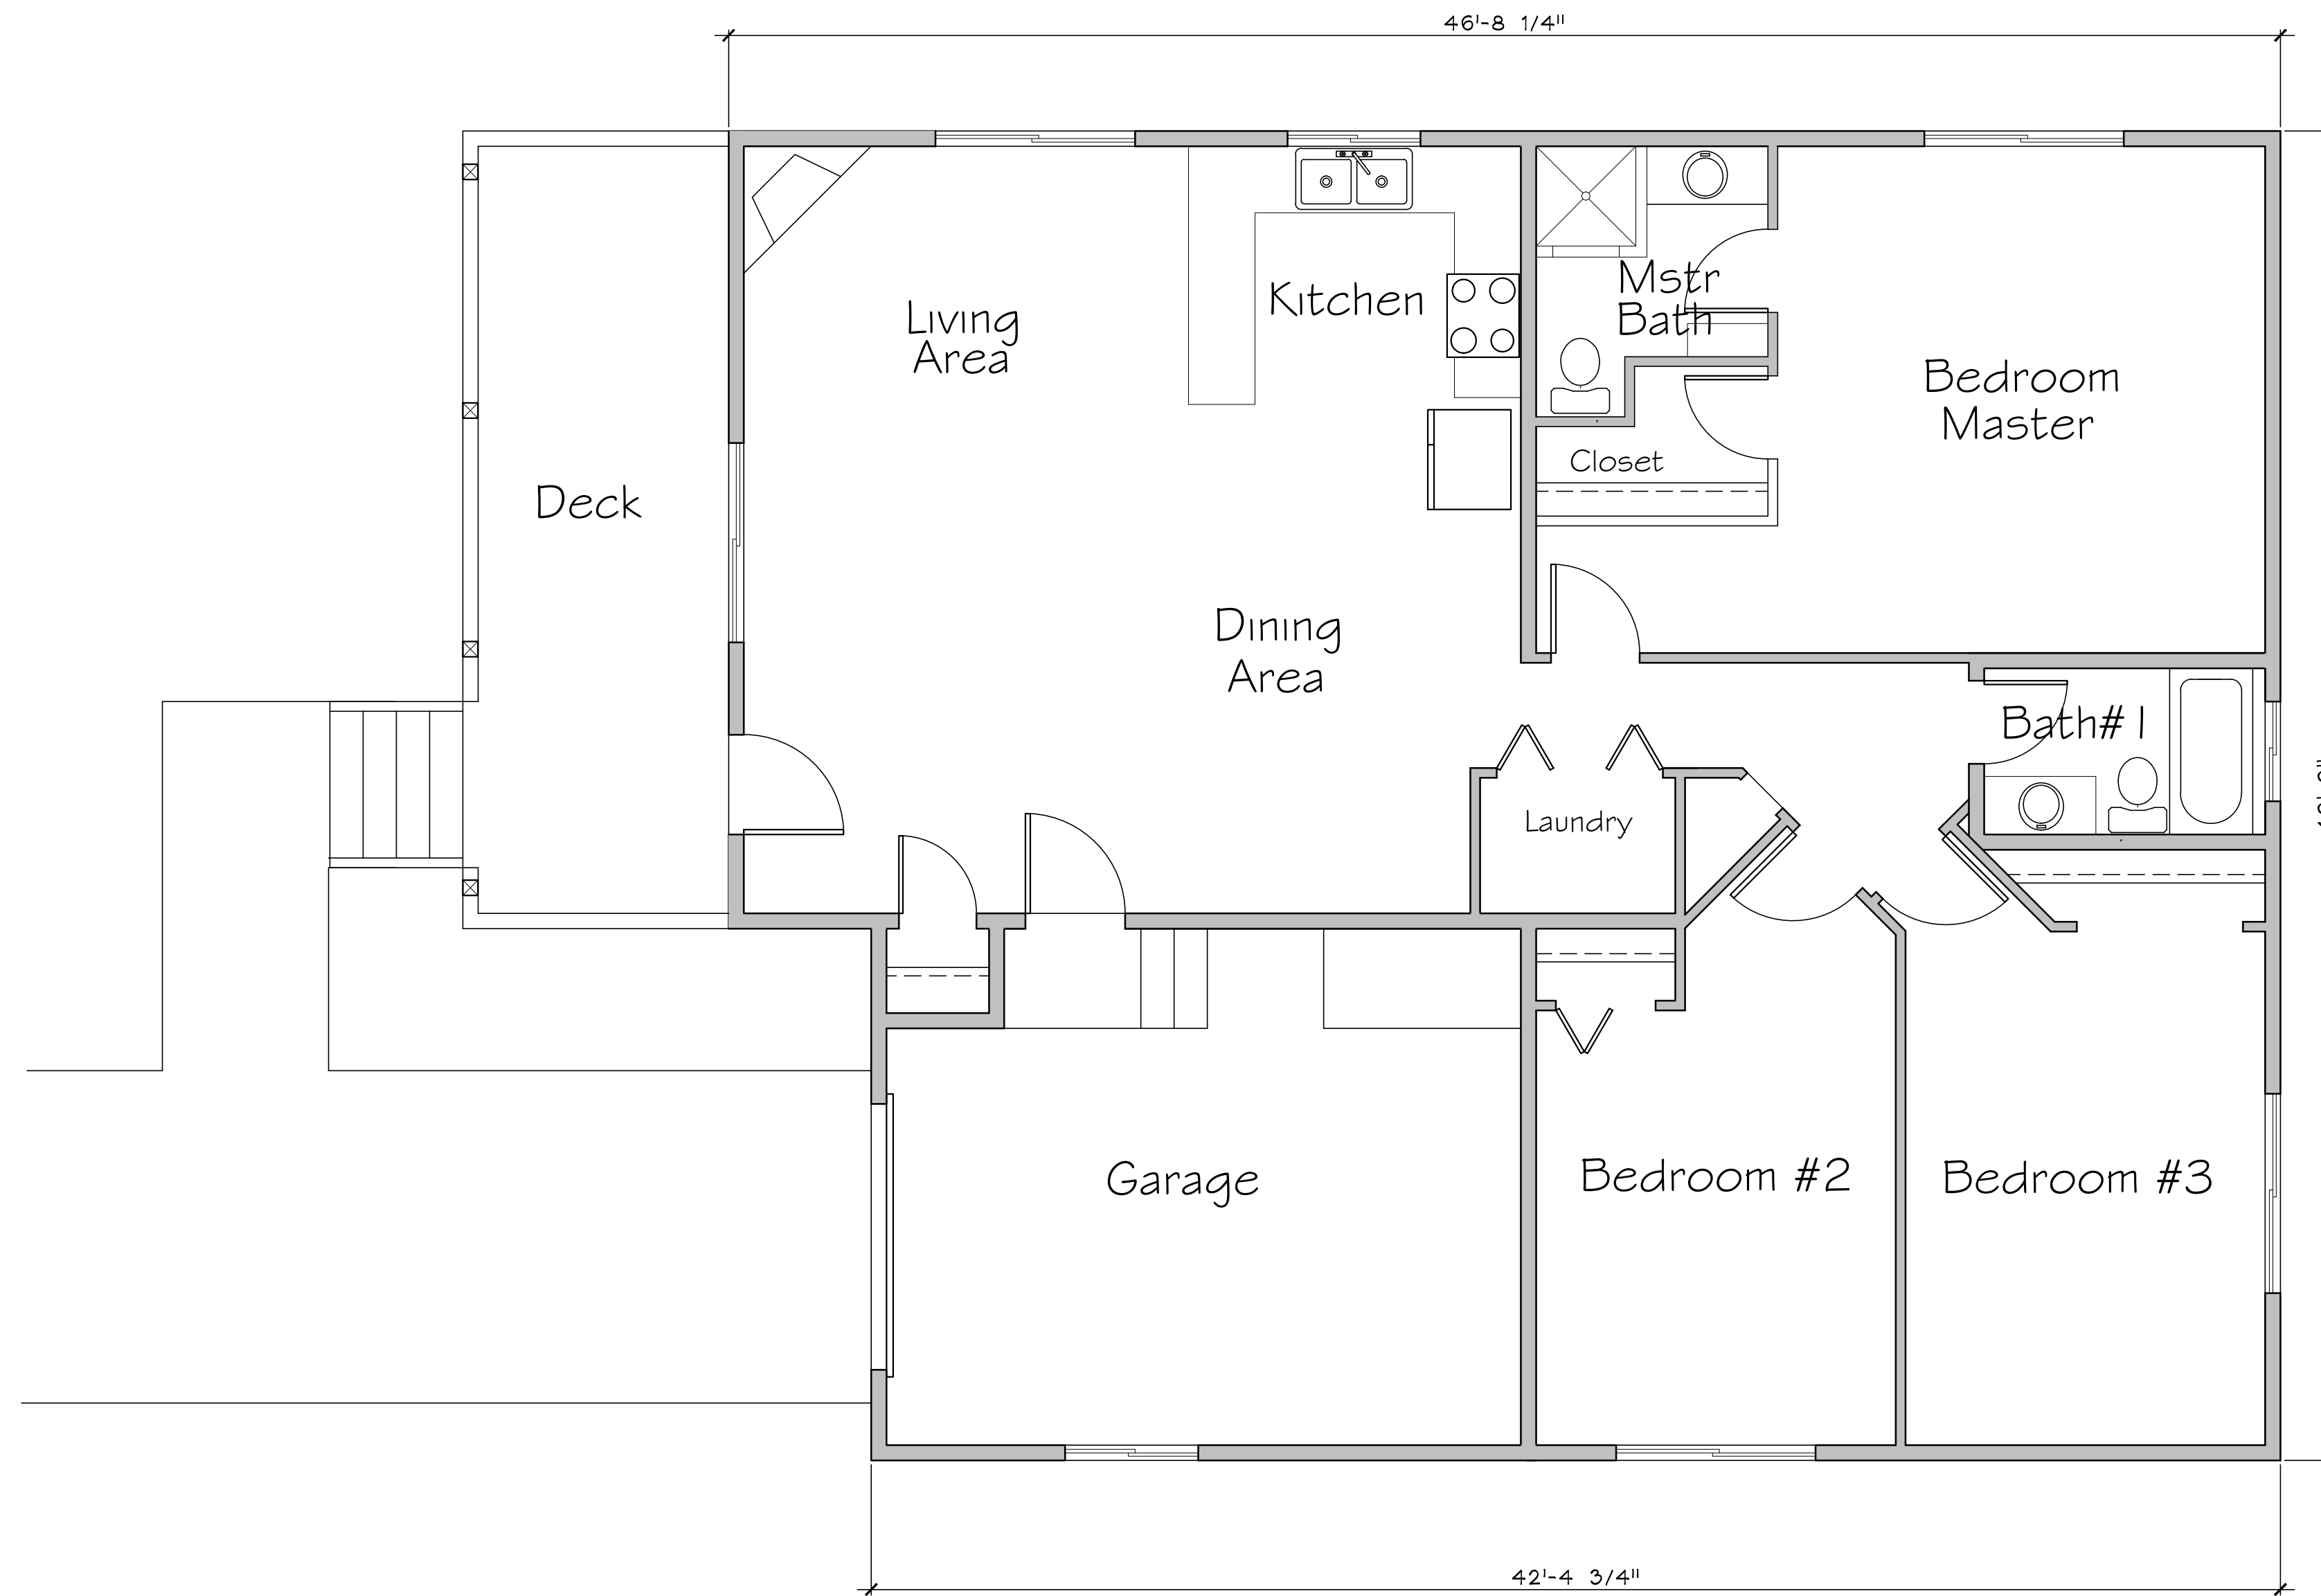 46'-8 1/4"
Living
Area
Kitchen
Mstr
Bath
Bedroom
Master
Closet
Deck
Dining
Area
Bath#1
Laundry
Garage
Bedroom #2
Bedroom #3
42'-4 3/4"